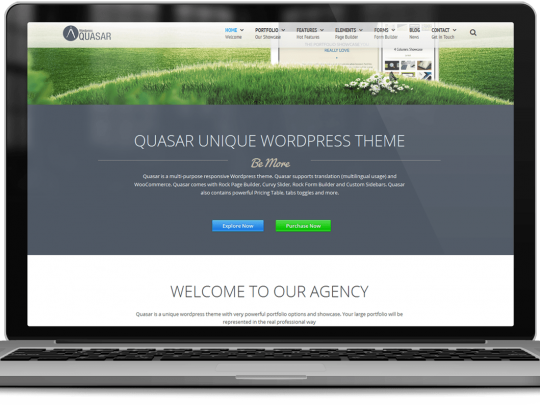 QUASAR
HOME PORTFOLIO FEATURES ELEMENTS FORMS BLOG CONTACT
Welcome Our Showcase Hot Features Page Builder Form Builder News Get in Touch
REALLY LOVE
QUASAR UNIQUE WORDPRESS THEME
Be More
Quasar is a multi-purpose responsive Wordpress theme. Quasar supports translation (multilingual usage) and
WooCommerce. Quasar comes with Rock Page Builder, Curvy Slider, Rock Form Builder and Custom Sidebars. Quasar
also contains powerful Pricing Table, tabs toggles and more.
Explore Now Purchase Now
WELCOME TO OUR AGENCY
Quasar is a unique wordpress theme with very powerful portfolio options and showcase. Your large portfolio will be
represented in the real professional way